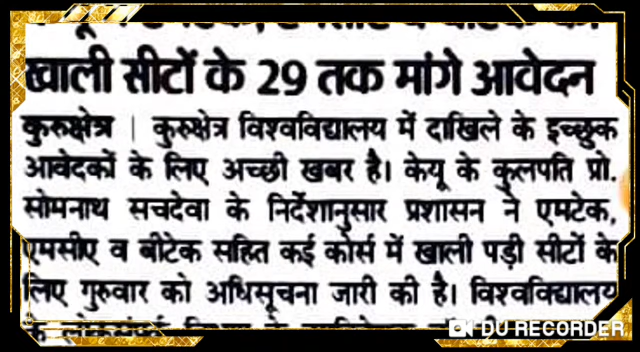 खाली सीटों के 29 तक मांगे आवेदन
कुरुक्षेत्र | कुरुक्षेत्र विश्वविद्यालय में दाखिले के इच्छुक
आवेदकों के लिए अच्छी खबर है। केयू के कुलपति प्रो.
सोमनाथ सचदेवा के निर्देशानुसार प्रशासन ने एमटेक,
एमसीए व बीटेक सहित कई कोर्स में खाली पड़ी सीटों के
लिए गुरुवार को अधिसूचना जारी की है। विश्वविद्यालय
DU RECORDER